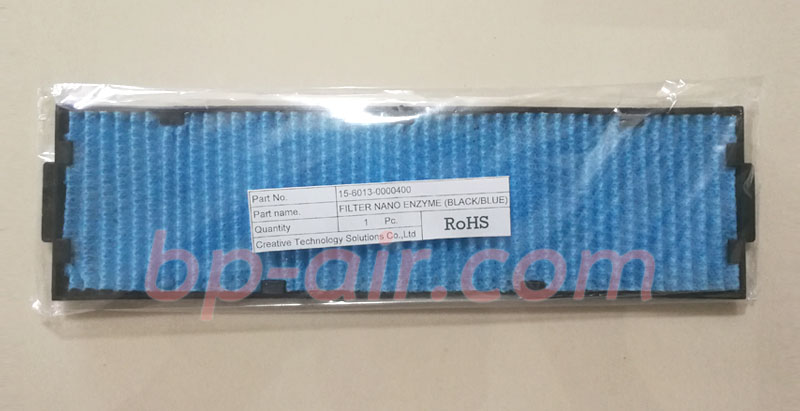 Part No. 15-6013-0000400
Part name. FILTER NANO ENZYME (BLACK/BLUE)
Quantity 1 Pc. RoHS
Creative Technology Solutions Co.,Ltd
bp-air.com